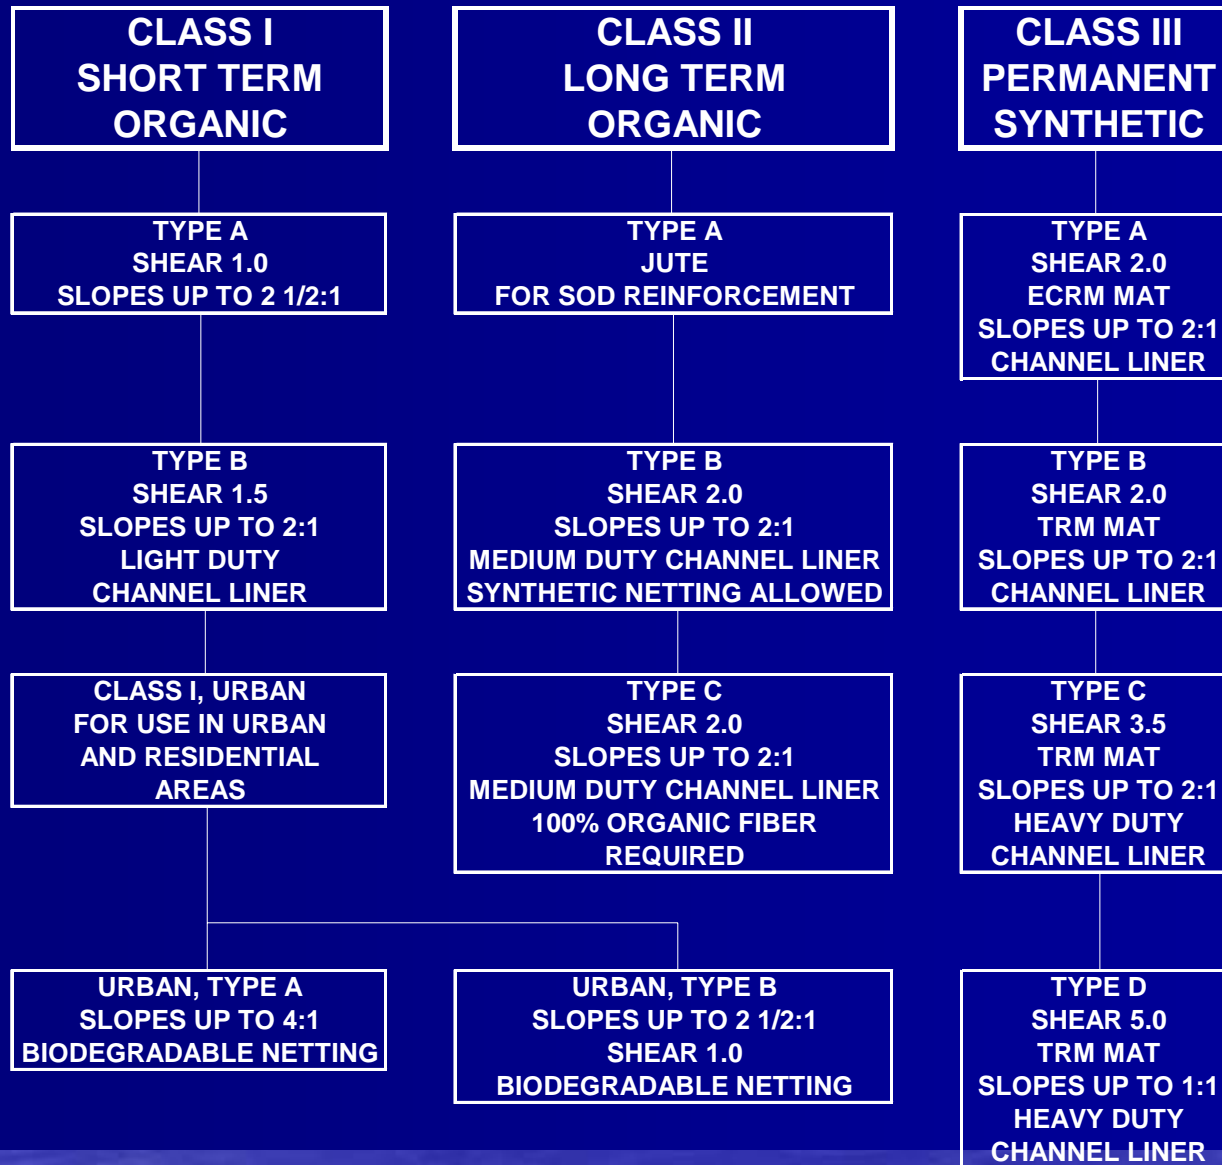 CLASS I
SHORT TERM
ORGANIC
CLASS II
LONG TERM
ORGANIC
CLASS III
PERMANENT
SYNTHETIC
TYPE A
SHEAR 1.0
SLOPES UP TO 2 1/2:1
TYPE A
JUTE
FOR SOD REINFORCEMENT
TYPE A
SHEAR 2.0
ECRM MAT
SLOPES UP TO 2:1
CHANNEL LINER
TYPE B
SHEAR 1.5
SLOPES UP TO 2:1
LIGHT DUTY
CHANNEL LINER
TYPE B
SHEAR 2.0
SLOPES UP TO 2:1
MEDIUM DUTY CHANNEL LINER
SYNTHETIC NETTING ALLOWED
TYPE B
SHEAR 2.0
TRM MAT
SLOPES UP TO 2:1
CHANNEL LINER
CLASS I, URBAN
FOR USE IN URBAN
AND RESIDENTIAL
AREAS
TYPE C
SHEAR 2.0
SLOPES UP TO 2:1
MEDIUM DUTY CHANNEL LINER
100% ORGANIC FIBER
REQUIRED
TYPE C
SHEAR 3.5
TRM MAT
SLOPES UP TO 2:1
HEAVY DUTY
CHANNEL LINER
URBAN, TYPE A
SLOPES UP TO 4:1
BIODEGRADABLE NETTING
URBAN, TYPE B
SLOPES UP TO 2 1/2:1
SHEAR 1.0
BIODEGRADABLE NETTING
TYPE D
SHEAR 5.0
TRM MAT
SLOPES UP TO 1:1
HEAVY DUTY
CHANNEL LINER